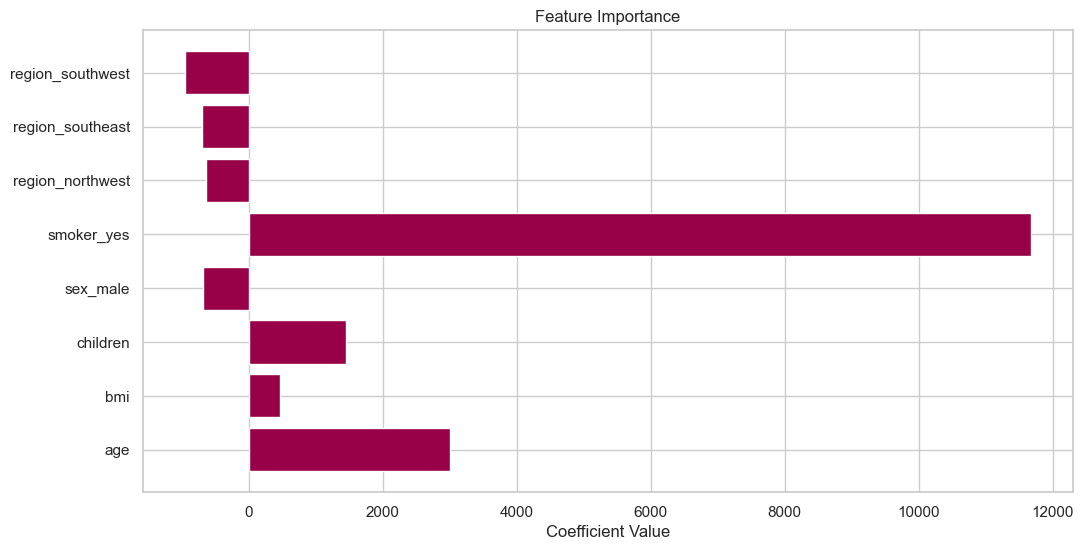 Feature Importance
region_southwest
region_southeast
region_northwest
smoker_yes
sex_male
children
bmi
age
0 2000 4000 6000 8000 10000 12000
Coefficient Value